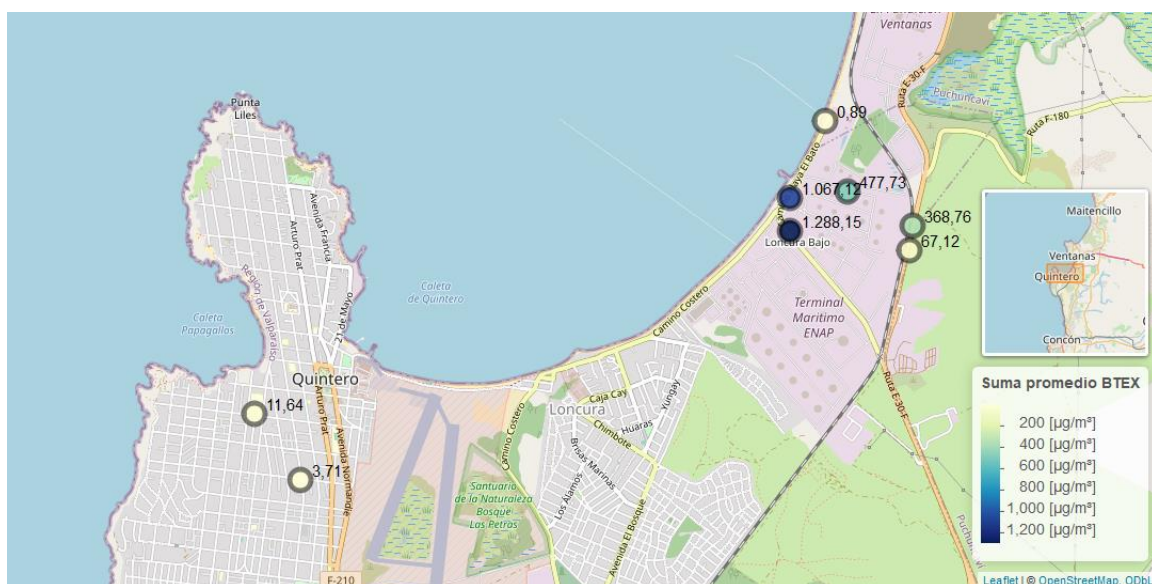 Ventanas
Punta
Liles
0,89
Ruta E-30-F
Puchuncaví
Ruta F-180
1.067,12
477,73
1.288,15
Loncura Bajo
368,76
67,12
Maitencillo
Ventanas
Quintero
Concón
Avenida Francia
Arturo Prat
Región de Valparaíso
21 de Mayo
Caleta
de Quintero
Caleta
Papagallos
Camino Costero
Terminal
Marítimo
ENAP
Quintero
Arturo Prat
Avenida Normandie
11,64
3,71
Loncura
Caja Cay
Yungay
Huaras
Chimbote
Brisas Marinas
Los Álamos
Avenida El Bosque
Camino Costero
Santuario
de la Naturaleza
Bosque
Las Petras
F-210
Ruta E-30-F
Suma promedio BTEX
200 [µg/m³]
400 [µg/m³]
600 [µg/m³]
800 [µg/m³]
1,000 [µg/m³]
1,200 [µg/m³]
Leaflet | © OpenStreetMap, ODbL